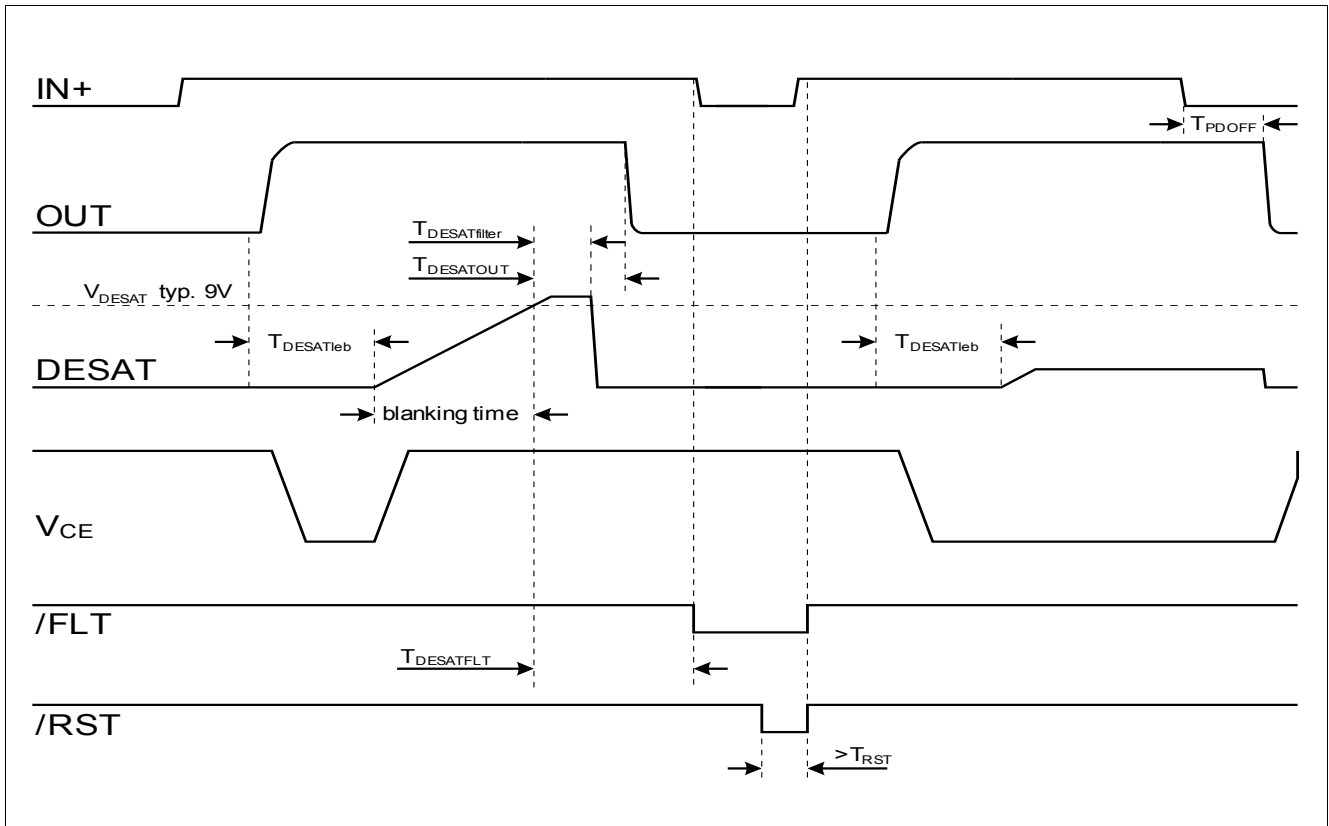 IN+
TPDOFF
OUT
TDESATfilter
TDESATOUT
VDESAT typ. 9V
TDESATleb
TDESATleb
DESAT
blanking time
VCE
/FLT
TDESATFLT
/RST
>TRST